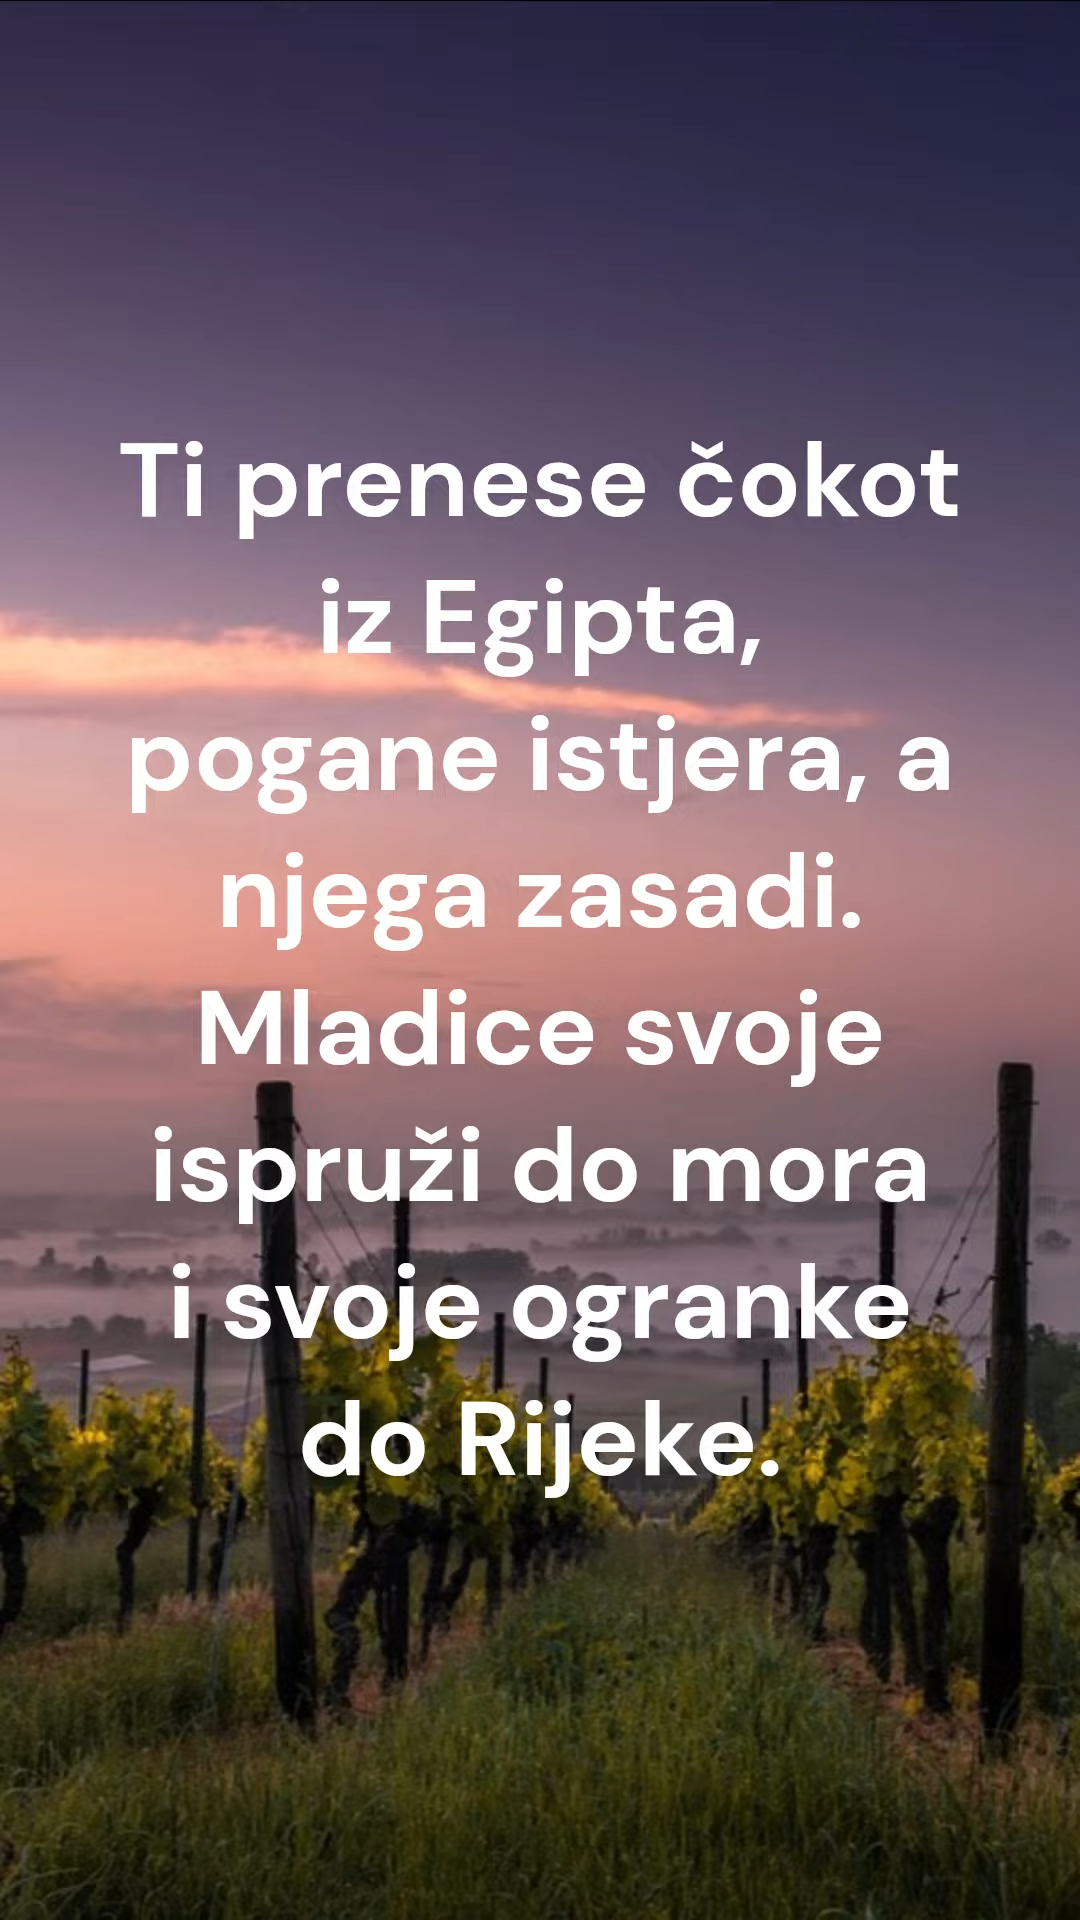 Ti prenese čokot
iz Egipta,
pogane istjera, a
njega zasadi.
Mladice svoje
ispruži do mora
i svoje ogranke
do Rijeke.